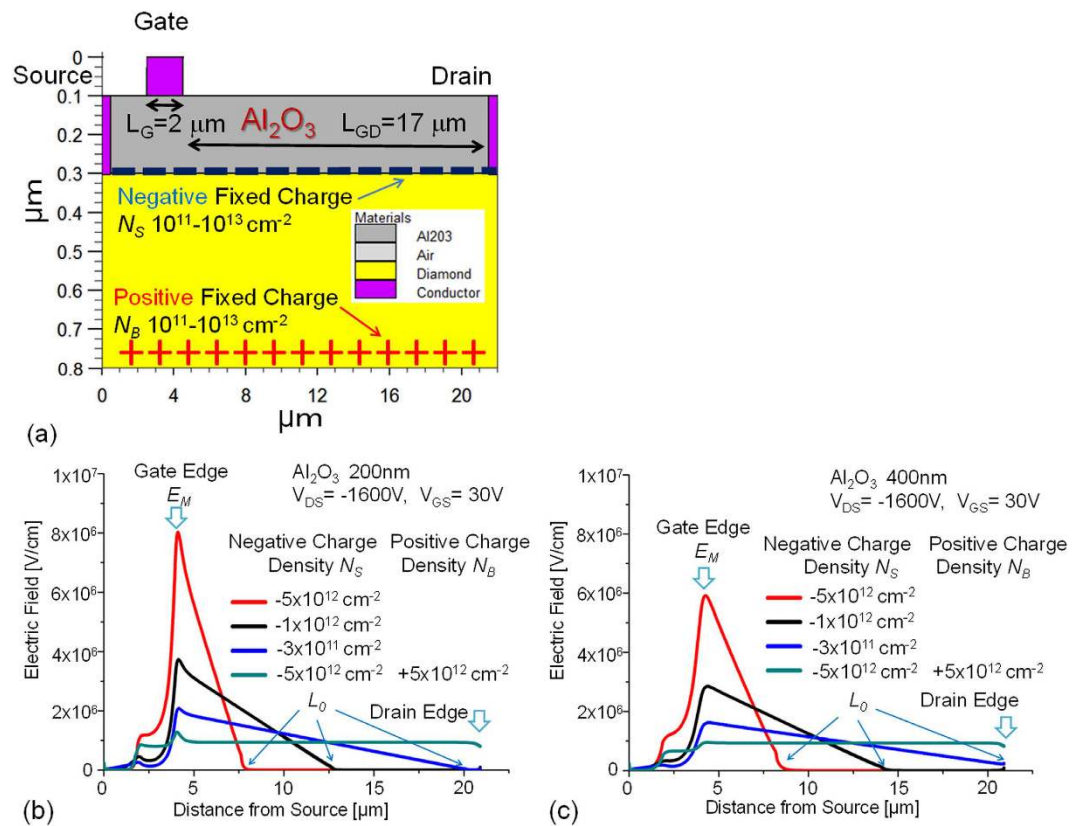 Gate
Source
Drain
0
0.1
0.2
0.3
0.4
0.5
0.6
0.7
0.8
µm
L_G=2 µm
Al₂O₃
L_GD=17 µm
Negative Fixed Charge
N_S 10¹¹-10¹³ cm⁻²
Materials
Al203
Air
Diamond
Conductor
Positive Fixed Charge
N_B 10¹¹-10¹³ cm⁻²
+ + + + + + + + + + + +
0 4 8 12 16 20
µm
(a)
1x10⁷
8x10⁶
6x10⁶
4x10⁶
2x10⁶
0
Electric Field [V/cm]
Gate Edge
E_M
Al₂O₃ 200nm
V_DS= -1600V, V_GS= 30V
Negative Charge Positive Charge
Density N_S Density N_B
-5x10¹² cm⁻²
-1x10¹² cm⁻²
-3x10¹¹ cm⁻²
-5x10¹² cm⁻² +5x10¹² cm⁻²
L₀
Drain Edge
0 5 10 15 20
Distance from Source [µm]
(b)
1x10⁷
8x10⁶
6x10⁶
4x10⁶
2x10⁶
0
Electric Field [V/cm]
Gate Edge
E_M
Al₂O₃ 400nm
V_DS= -1600V, V_GS= 30V
Negative Charge Positive Charge
Density N_S Density N_B
-5x10¹² cm⁻²
-1x10¹² cm⁻²
-3x10¹¹ cm⁻²
-5x10¹² cm⁻² +5x10¹² cm⁻²
L₀
Drain Edge
0 5 10 15 20
Distance from Source [µm]
(c)